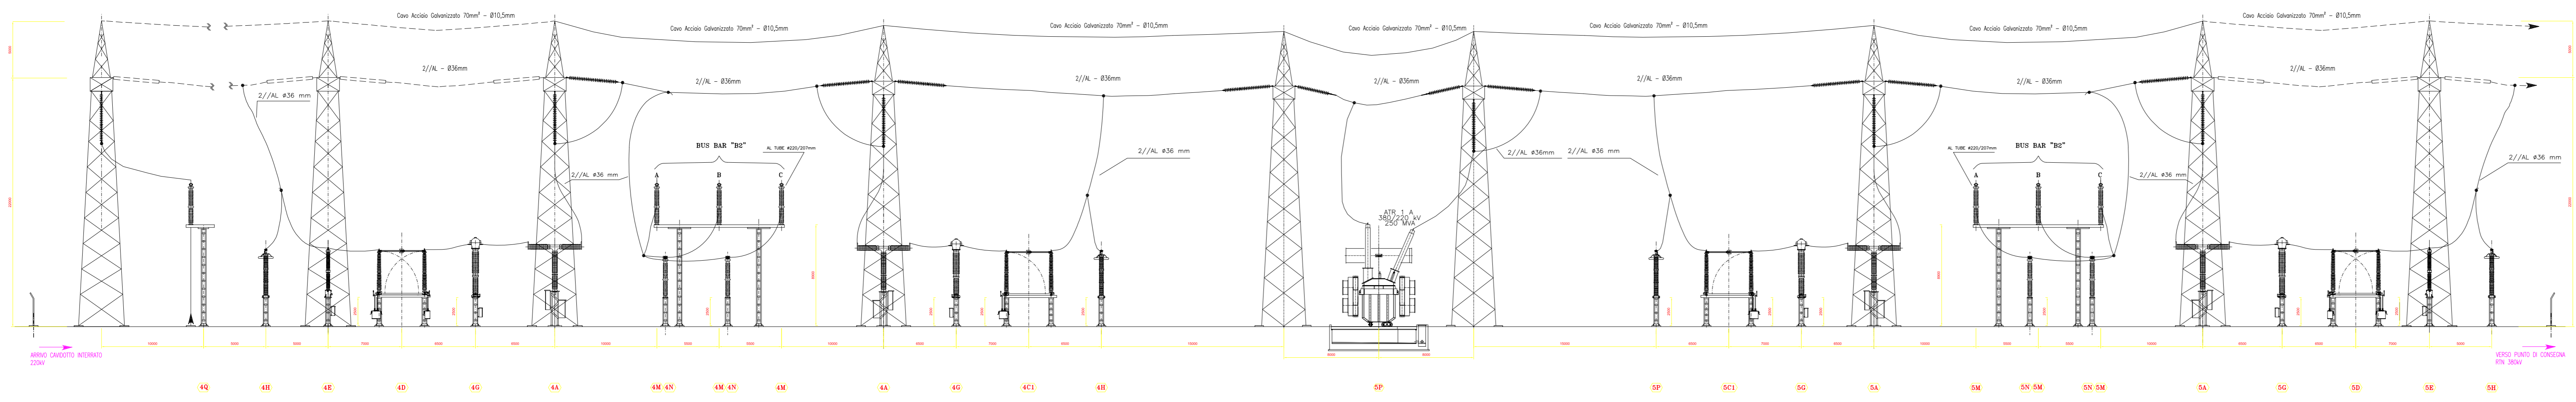 Cavo Acciaio Galvanizzato 70mm² - Ø10,5mm
Cavo Acciaio Galvanizzato 70mm² - Ø10,5mm
Cavo Acciaio Galvanizzato 70mm² - Ø10,5mm
Cavo Acciaio Galvanizzato 70mm² - Ø10,5mm
Cavo Acciaio Galvanizzato 70mm² - Ø10,5mm
Cavo Acciaio Galvanizzato 70mm² - Ø10,5mm
Cavo Acciaio Galvanizzato 70mm² - Ø10,5mm
2//AL - Ø36mm
2//AL - Ø36mm
2//AL - Ø36mm
2//AL - Ø36mm
2//AL - Ø36mm
2//AL - Ø36mm
2//AL - Ø36mm
2//AL ø36 mm
BUS BAR "B2"
AL TUBE ø220/207mm
2//AL ø36 mm
2//AL ø36mm
2//AL ø36 mm
AL TUBE ø220/207mm
BUS BAR "B2"
2//AL ø36 mm
2//AL ø36 mm
A
B
C
2//AL ø36 mm
A
B
C
ATR 1 A
380/220 kV
250 MVA
22000
ARRIVO CAVIDOTTO INTERRATO
220kV
VERSO PUNTO DI CONSEGNA
RTN 380kV
4Q
4H
4E
4D
4G
4A
4M 4N
4M 4N
4M
4A
4G
4C1
4H
5P
5P
5C1
5G
5A
5M
5N 5M
5N 5M
5A
5G
5D
5E
5H